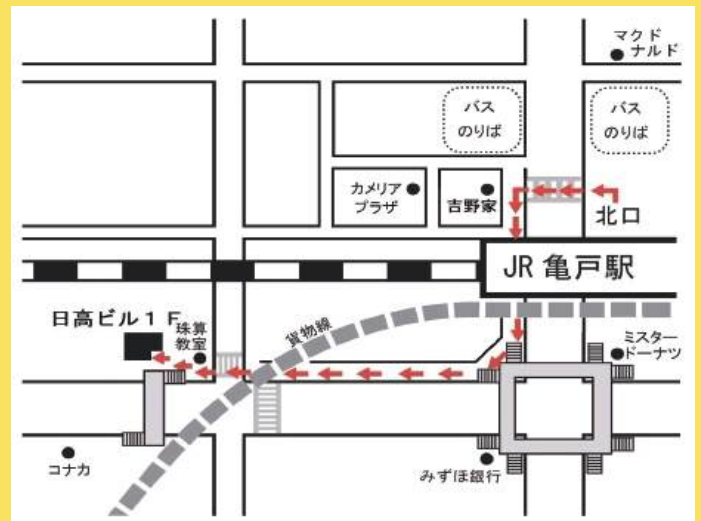 マクド
ナルド
バス
のりば
バス
のりば
カメリア
プラザ
吉野家
北口
JR 亀戸駅
日高ビル１Ｆ
珠算
教室
貨物線
ミスター
ドーナツ
コナカ
みずほ銀行